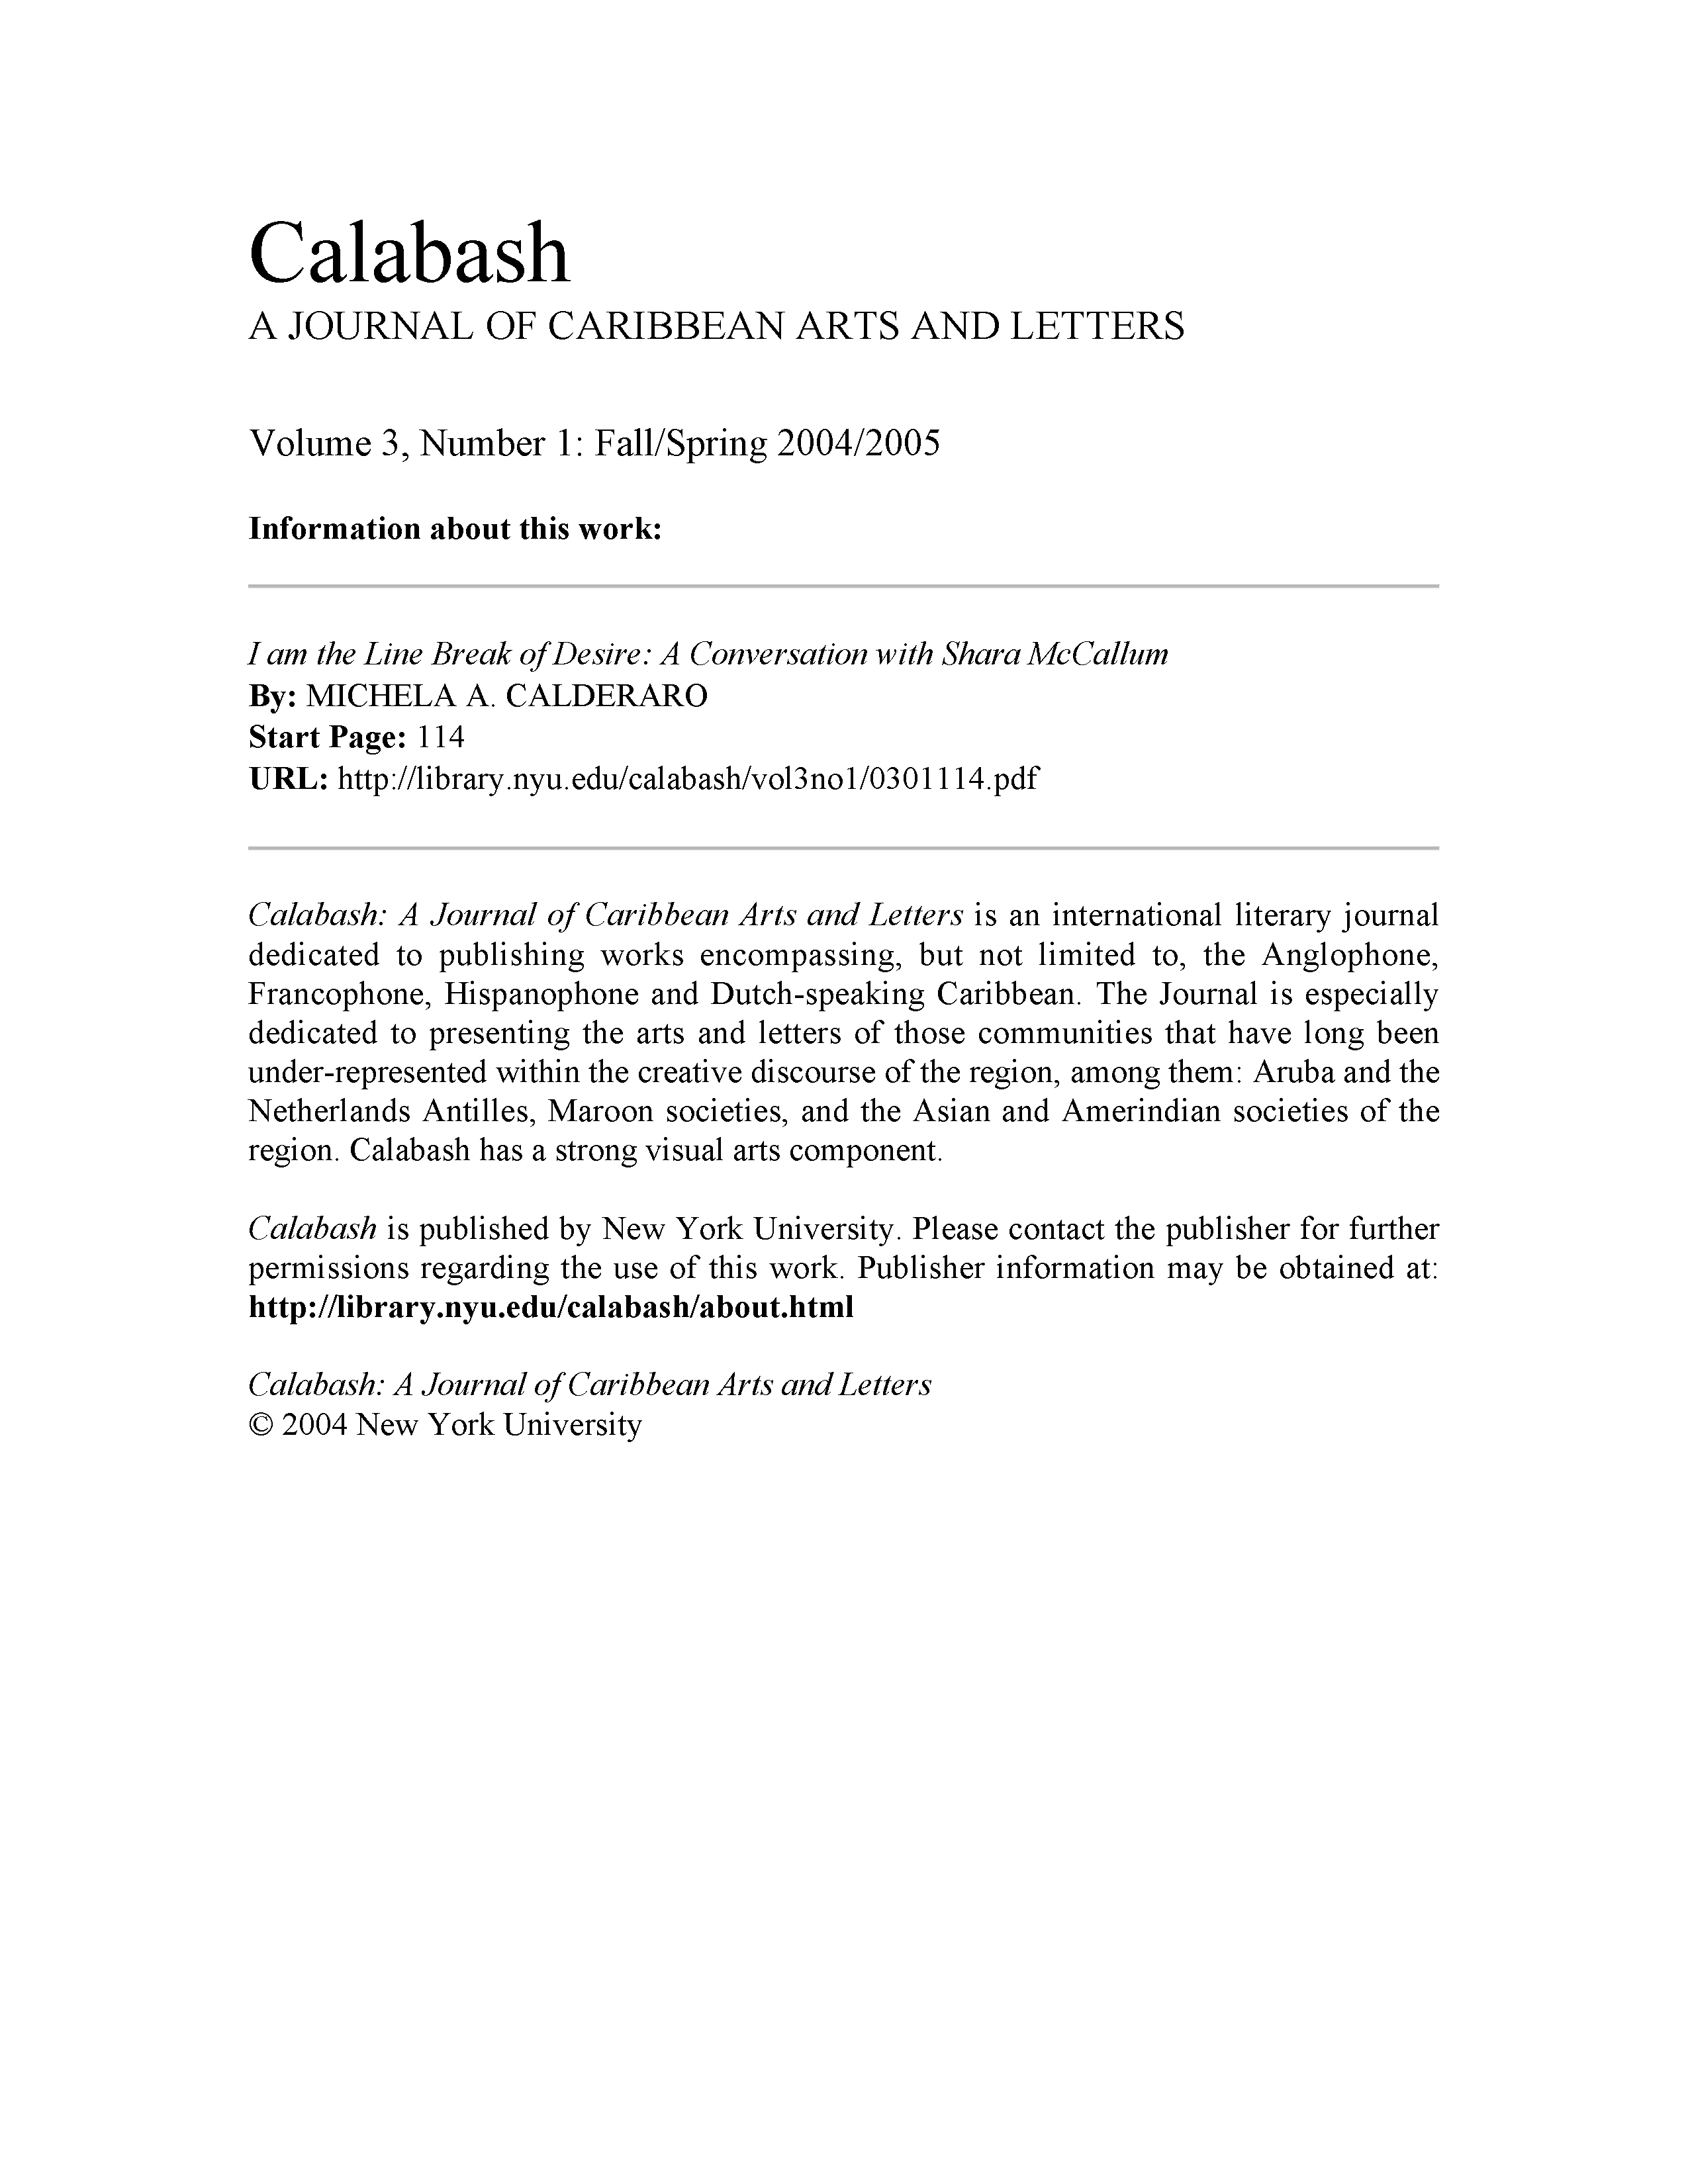 Calabash
A JOURNAL OF CARIBBEAN ARTS AND LETTERS
Volume 3, Number 1: Fall/Spring 2004/2005
Information about this work:
I am the Line Break of Desire: A Conversation with Shara McCallum
By: MICHELA A. CALDERARO
Start Page: 114
URL: http://library.nyu.edu/calabash/vol3no1/0301114.pdf
Calabash: A Journal of Caribbean Arts and Letters is an international literary journal
dedicated to publishing works encompassing, but not limited to, the Anglophone,
Francophone, Hispanophone and Dutch-speaking Caribbean. The Journal is especially
dedicated to presenting the arts and letters of those communities that have long been
under-represented within the creative discourse of the region, among them: Aruba and the
Netherlands Antilles, Maroon societies, and the Asian and Amerindian societies of the
region. Calabash has a strong visual arts component.
Calabash is published by New York University. Please contact the publisher for further
permissions regarding the use of this work. Publisher information may be obtained at:
http://library.nyu.edu/calabash/about.html
Calabash: A Journal of Caribbean Arts and Letters
© 2004 New York University